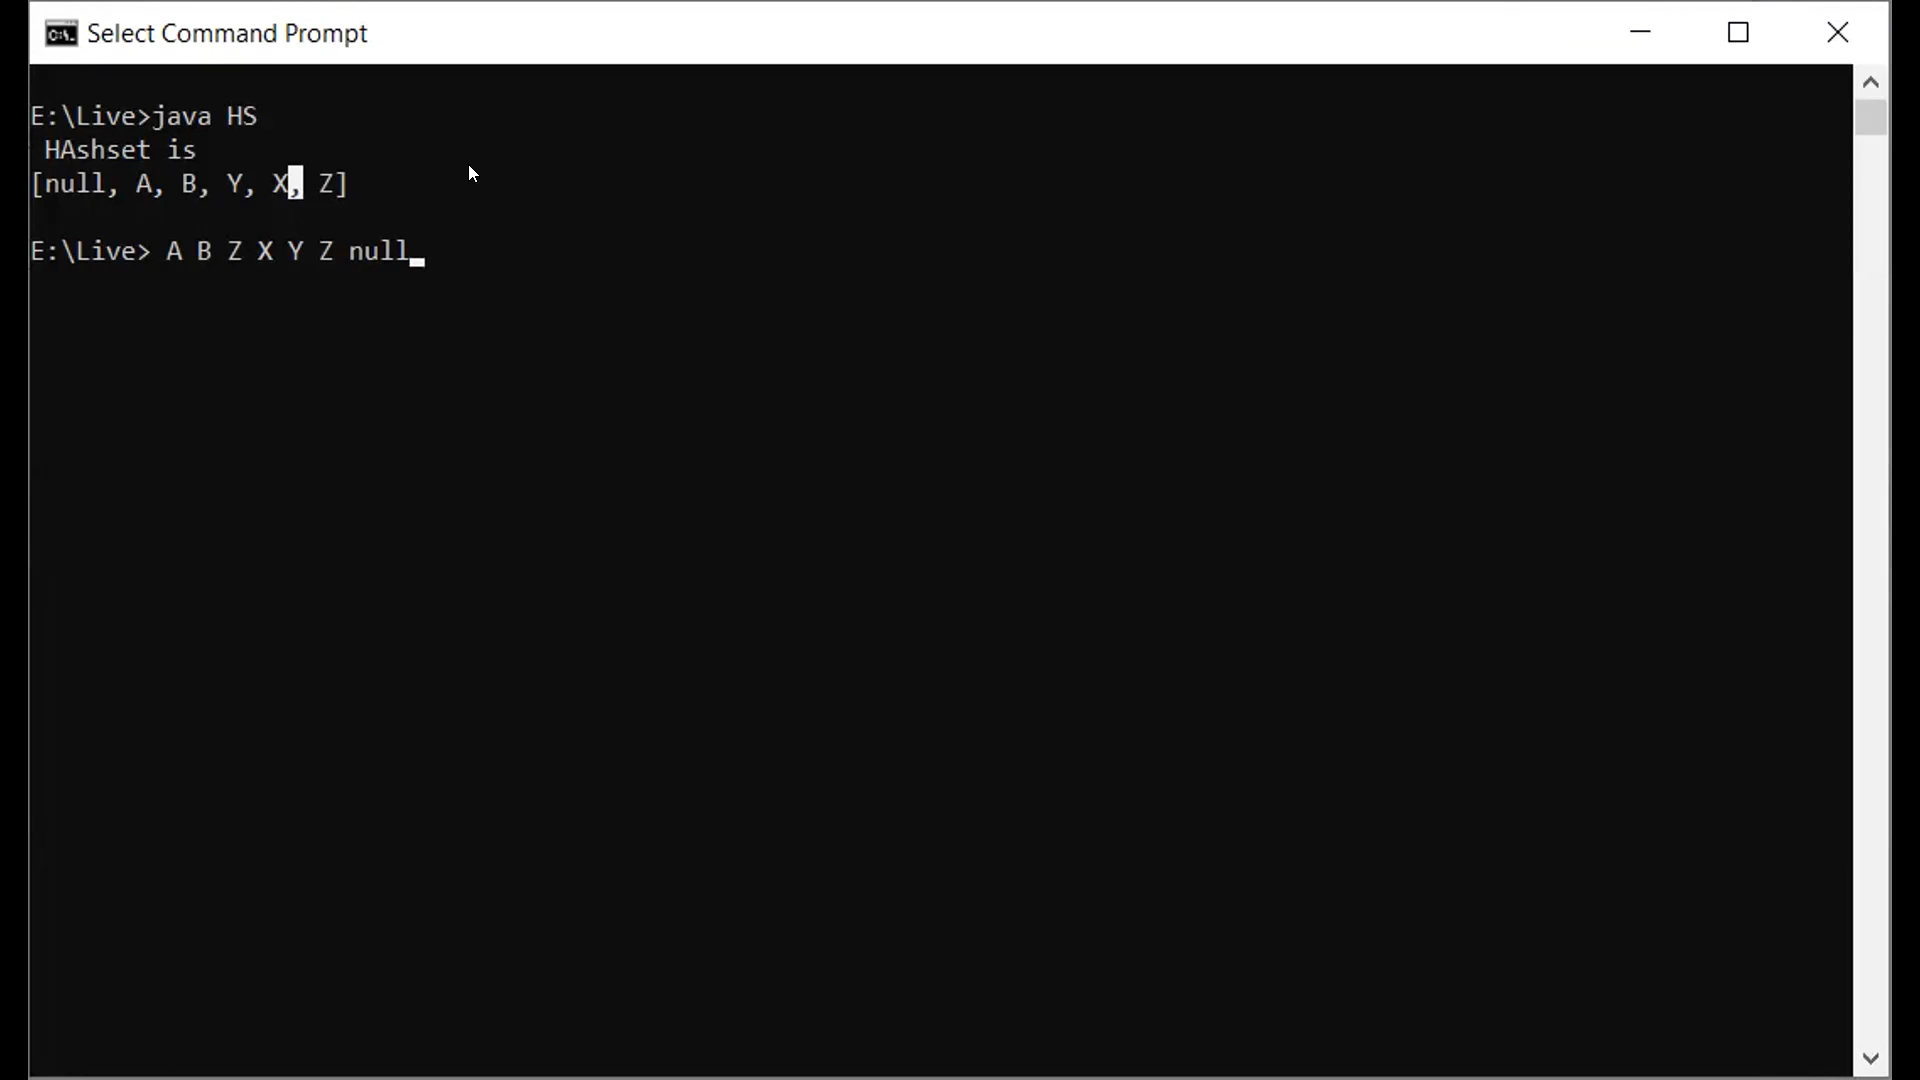 Select Command Prompt
E:\Live>java HS
HAshset is
[null, A, B, Y, X, Z]
E:\Live> A B Z X Y Z null